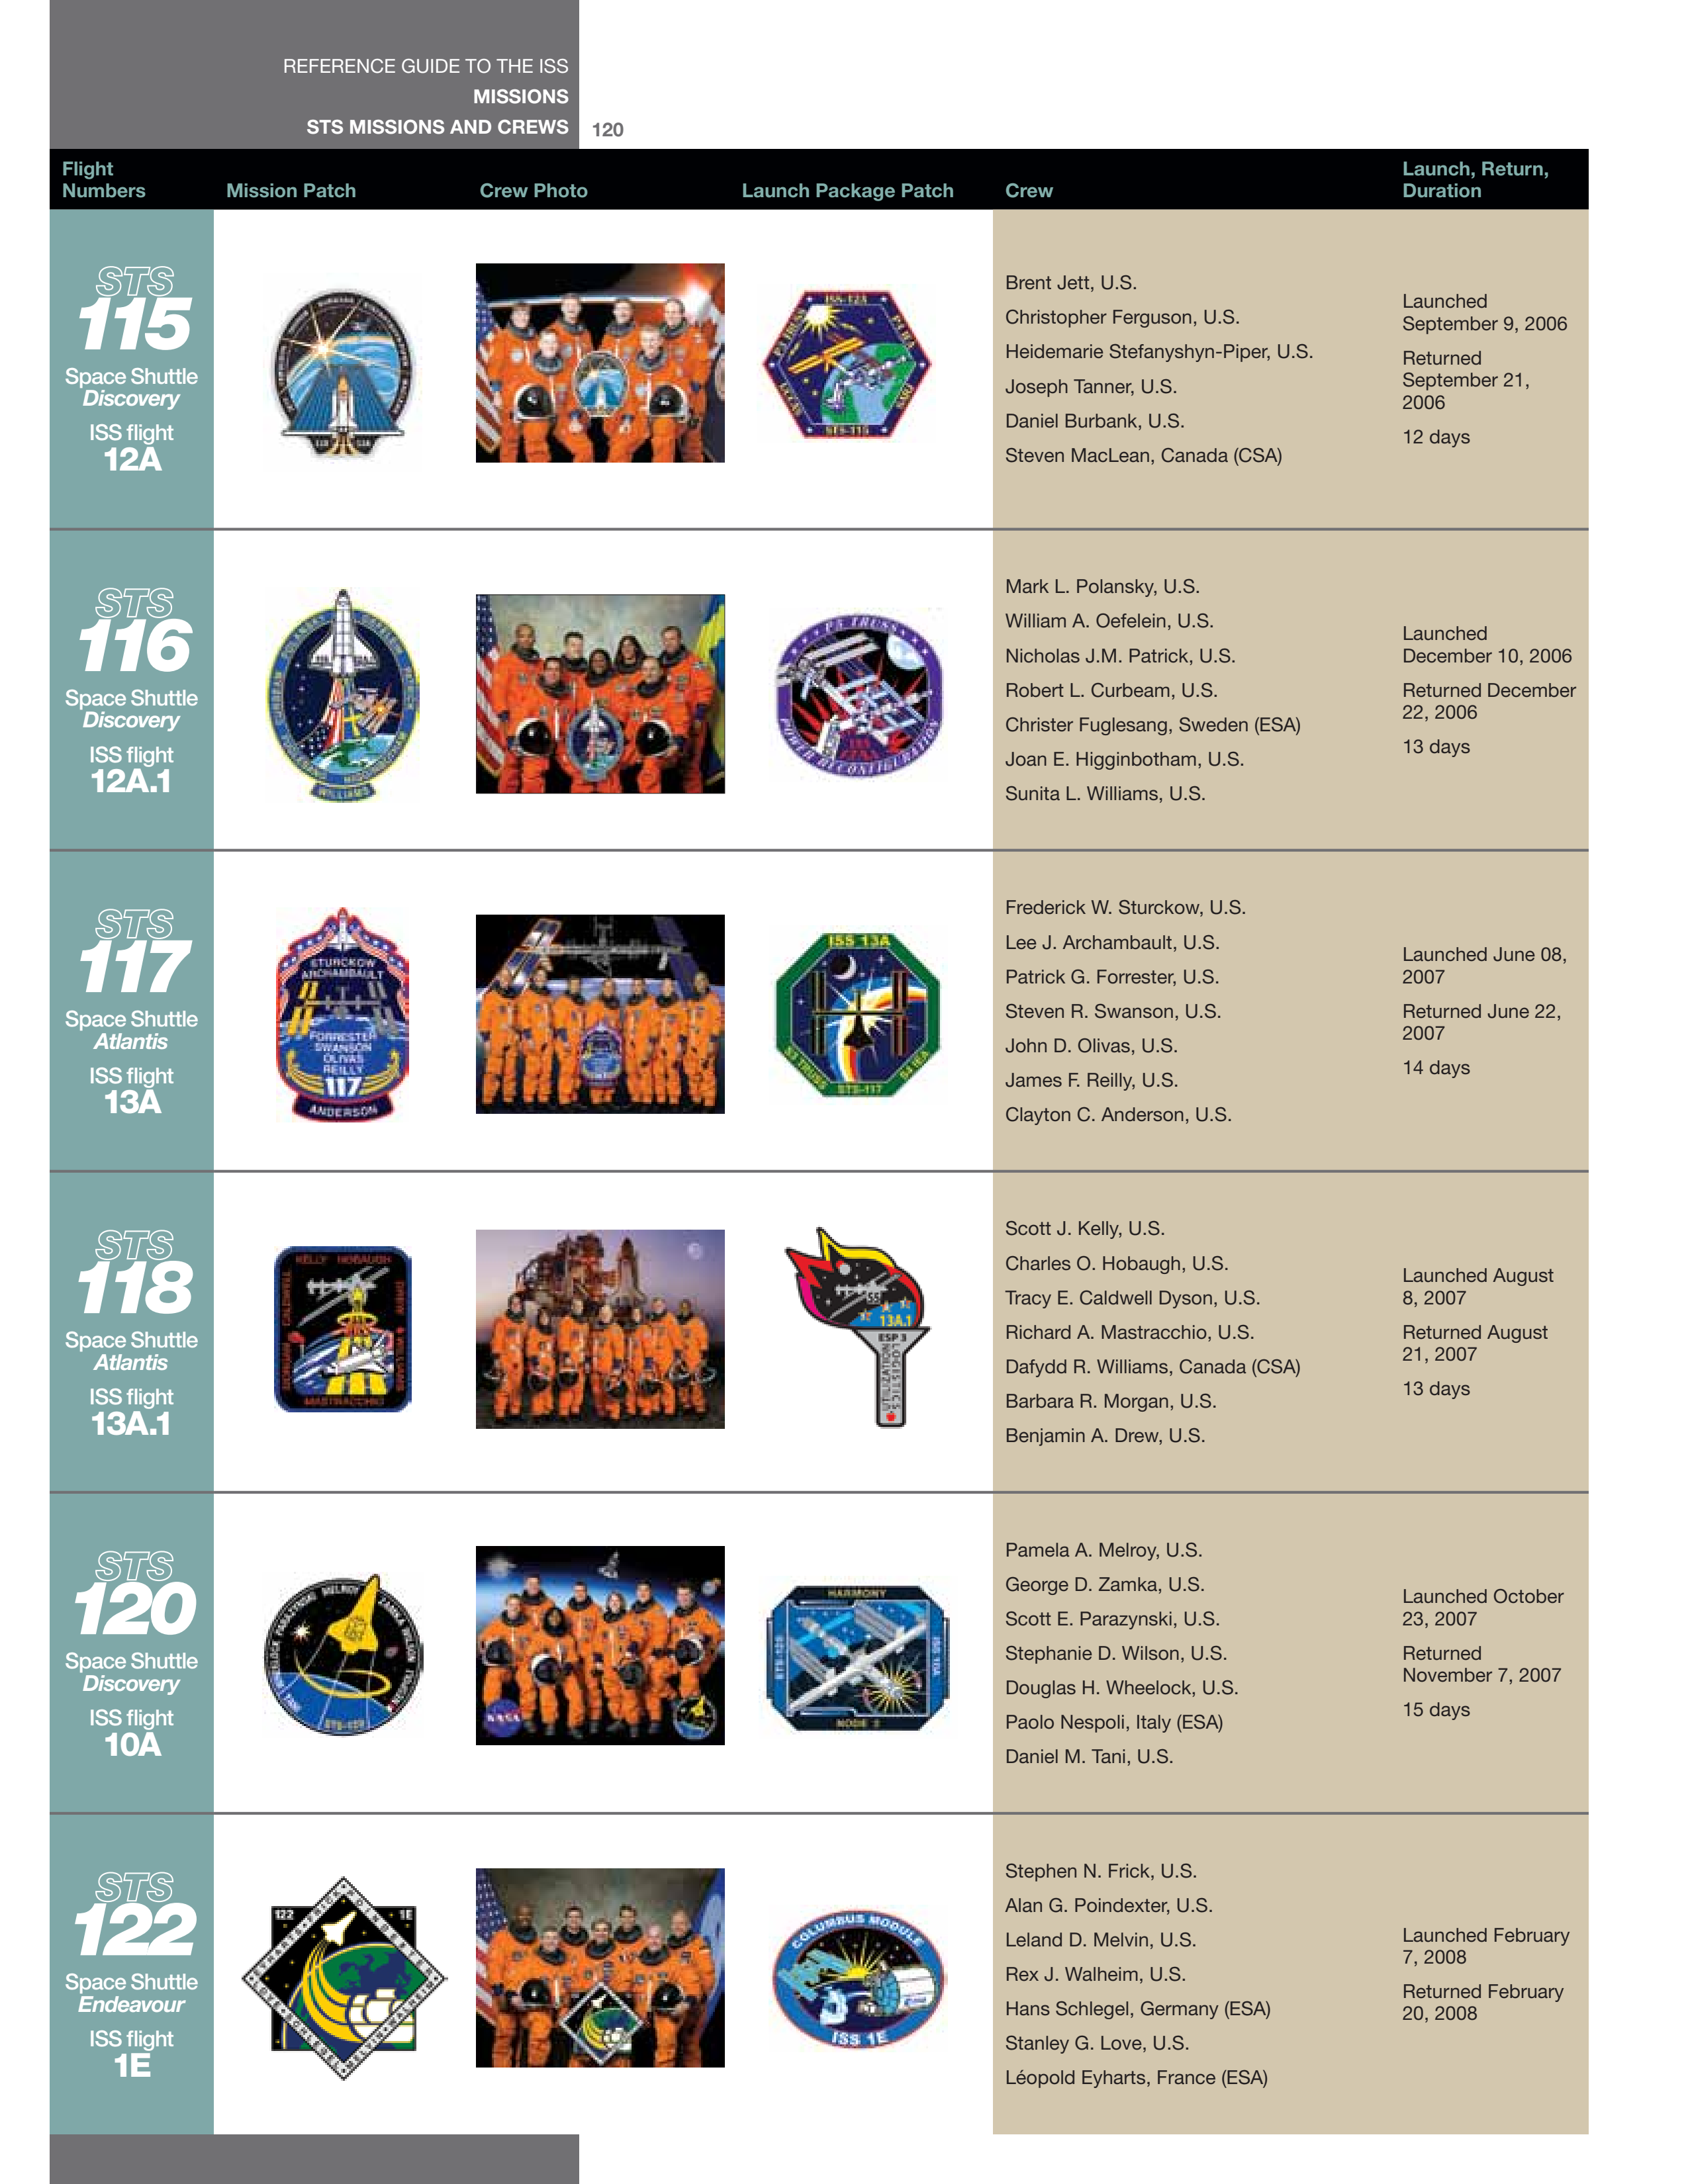 REFERENCE GUIDE TO THE ISS
MISSIONS
STS MISSIONS AND CREWS
120
Flight
Numbers
Mission Patch
Crew Photo
Launch Package Patch
Crew
Launch, Return,
Duration
STS
115
Space Shuttle
Discovery
ISS flight
12A
STS-115
Brent Jett, U.S.
Christopher Ferguson, U.S.
Heidemarie Stefanyshyn-Piper, U.S.
Joseph Tanner, U.S.
Daniel Burbank, U.S.
Steven MacLean, Canada (CSA)
Launched
September 9, 2006
Returned
September 21,
2006
12 days
STS
116
Space Shuttle
Discovery
ISS flight
12A.1
WILLIAMS
P5 TRUSS
POWER RECONFIGURATION
Mark L. Polansky, U.S.
William A. Oefelein, U.S.
Nicholas J.M. Patrick, U.S.
Robert L. Curbeam, U.S.
Christer Fuglesang, Sweden (ESA)
Joan E. Higginbotham, U.S.
Sunita L. Williams, U.S.
Launched
December 10, 2006
Returned December
22, 2006
13 days
STS
117
Space Shuttle
Atlantis
ISS flight
13A
STURCKOW
ARCHAMBAULT
FORRESTER
SWANSON
OLIVAS
REILLY
117
ANDERSON
ISS 13A
S3 TRUSS
STS-117
S4 IEA
Frederick W. Sturckow, U.S.
Lee J. Archambault, U.S.
Patrick G. Forrester, U.S.
Steven R. Swanson, U.S.
John D. Olivas, U.S.
James F. Reilly, U.S.
Clayton C. Anderson, U.S.
Launched June 08,
2007
Returned June 22,
2007
14 days
STS
118
Space Shuttle
Atlantis
ISS flight
13A.1
KELLY HOBAUGH
CALDWELL
MORGAN
WILLIAMS
MASTRACCHIO
13A.1
ESP 3
UTILIZATION
LOGISTICS
Scott J. Kelly, U.S.
Charles O. Hobaugh, U.S.
Tracy E. Caldwell Dyson, U.S.
Richard A. Mastracchio, U.S.
Dafydd R. Williams, Canada (CSA)
Barbara R. Morgan, U.S.
Benjamin A. Drew, U.S.
Launched August
8, 2007
Returned August
21, 2007
13 days
STS
120
Space Shuttle
Discovery
ISS flight
10A
MELROY
NASA
HARMONY
STS-120
ISS 10A
NODE 2
Pamela A. Melroy, U.S.
George D. Zamka, U.S.
Scott E. Parazynski, U.S.
Stephanie D. Wilson, U.S.
Douglas H. Wheelock, U.S.
Paolo Nespoli, Italy (ESA)
Daniel M. Tani, U.S.
Launched October
23, 2007
Returned
November 7, 2007
15 days
STS
122
Space Shuttle
Endeavour
ISS flight
1E
122
1E
COLUMBUS MODULE
ISS 1E
Stephen N. Frick, U.S.
Alan G. Poindexter, U.S.
Leland D. Melvin, U.S.
Rex J. Walheim, U.S.
Hans Schlegel, Germany (ESA)
Stanley G. Love, U.S.
Léopold Eyharts, France (ESA)
Launched February
7, 2008
Returned February
20, 2008